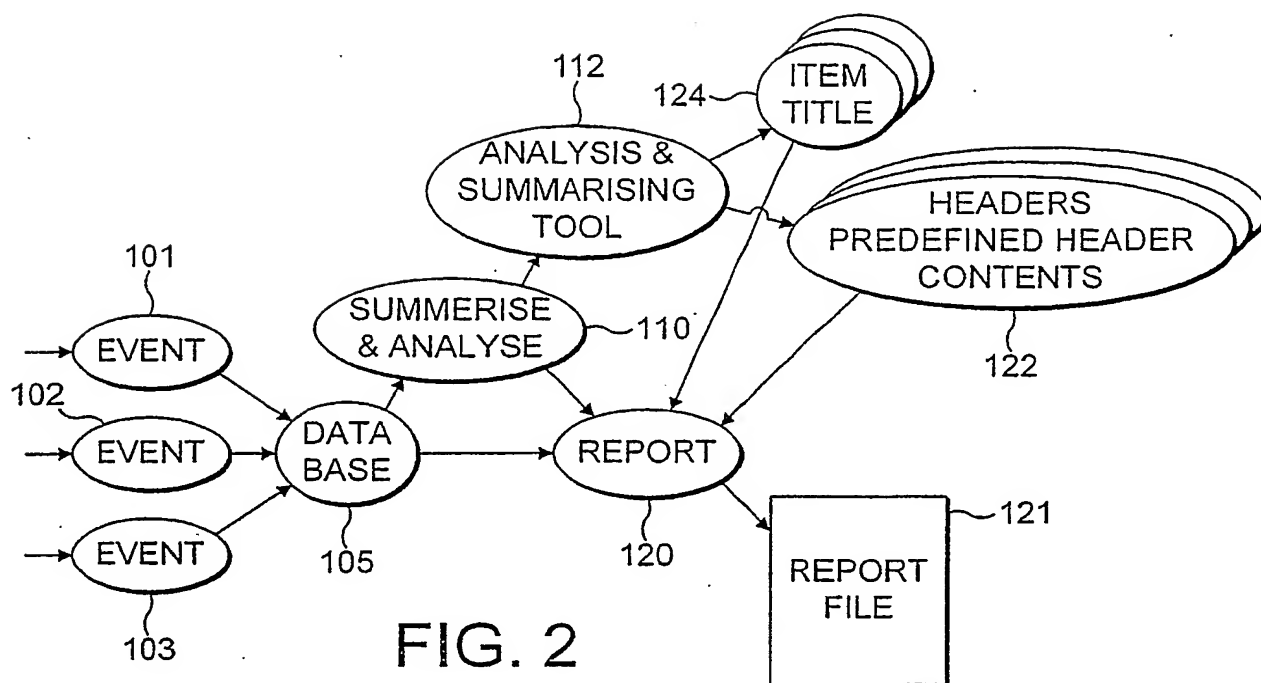 112
124
ITEM
TITLE
ANALYSIS &
SUMMARISING
TOOL
HEADERS
PREDEFINED HEADER
CONTENTS
122
101
EVENT
SUMMERISE
& ANALYSE
110
102
EVENT
DATA
BASE
105
REPORT
120
EVENT
103
121
REPORT
FILE
FIG. 2